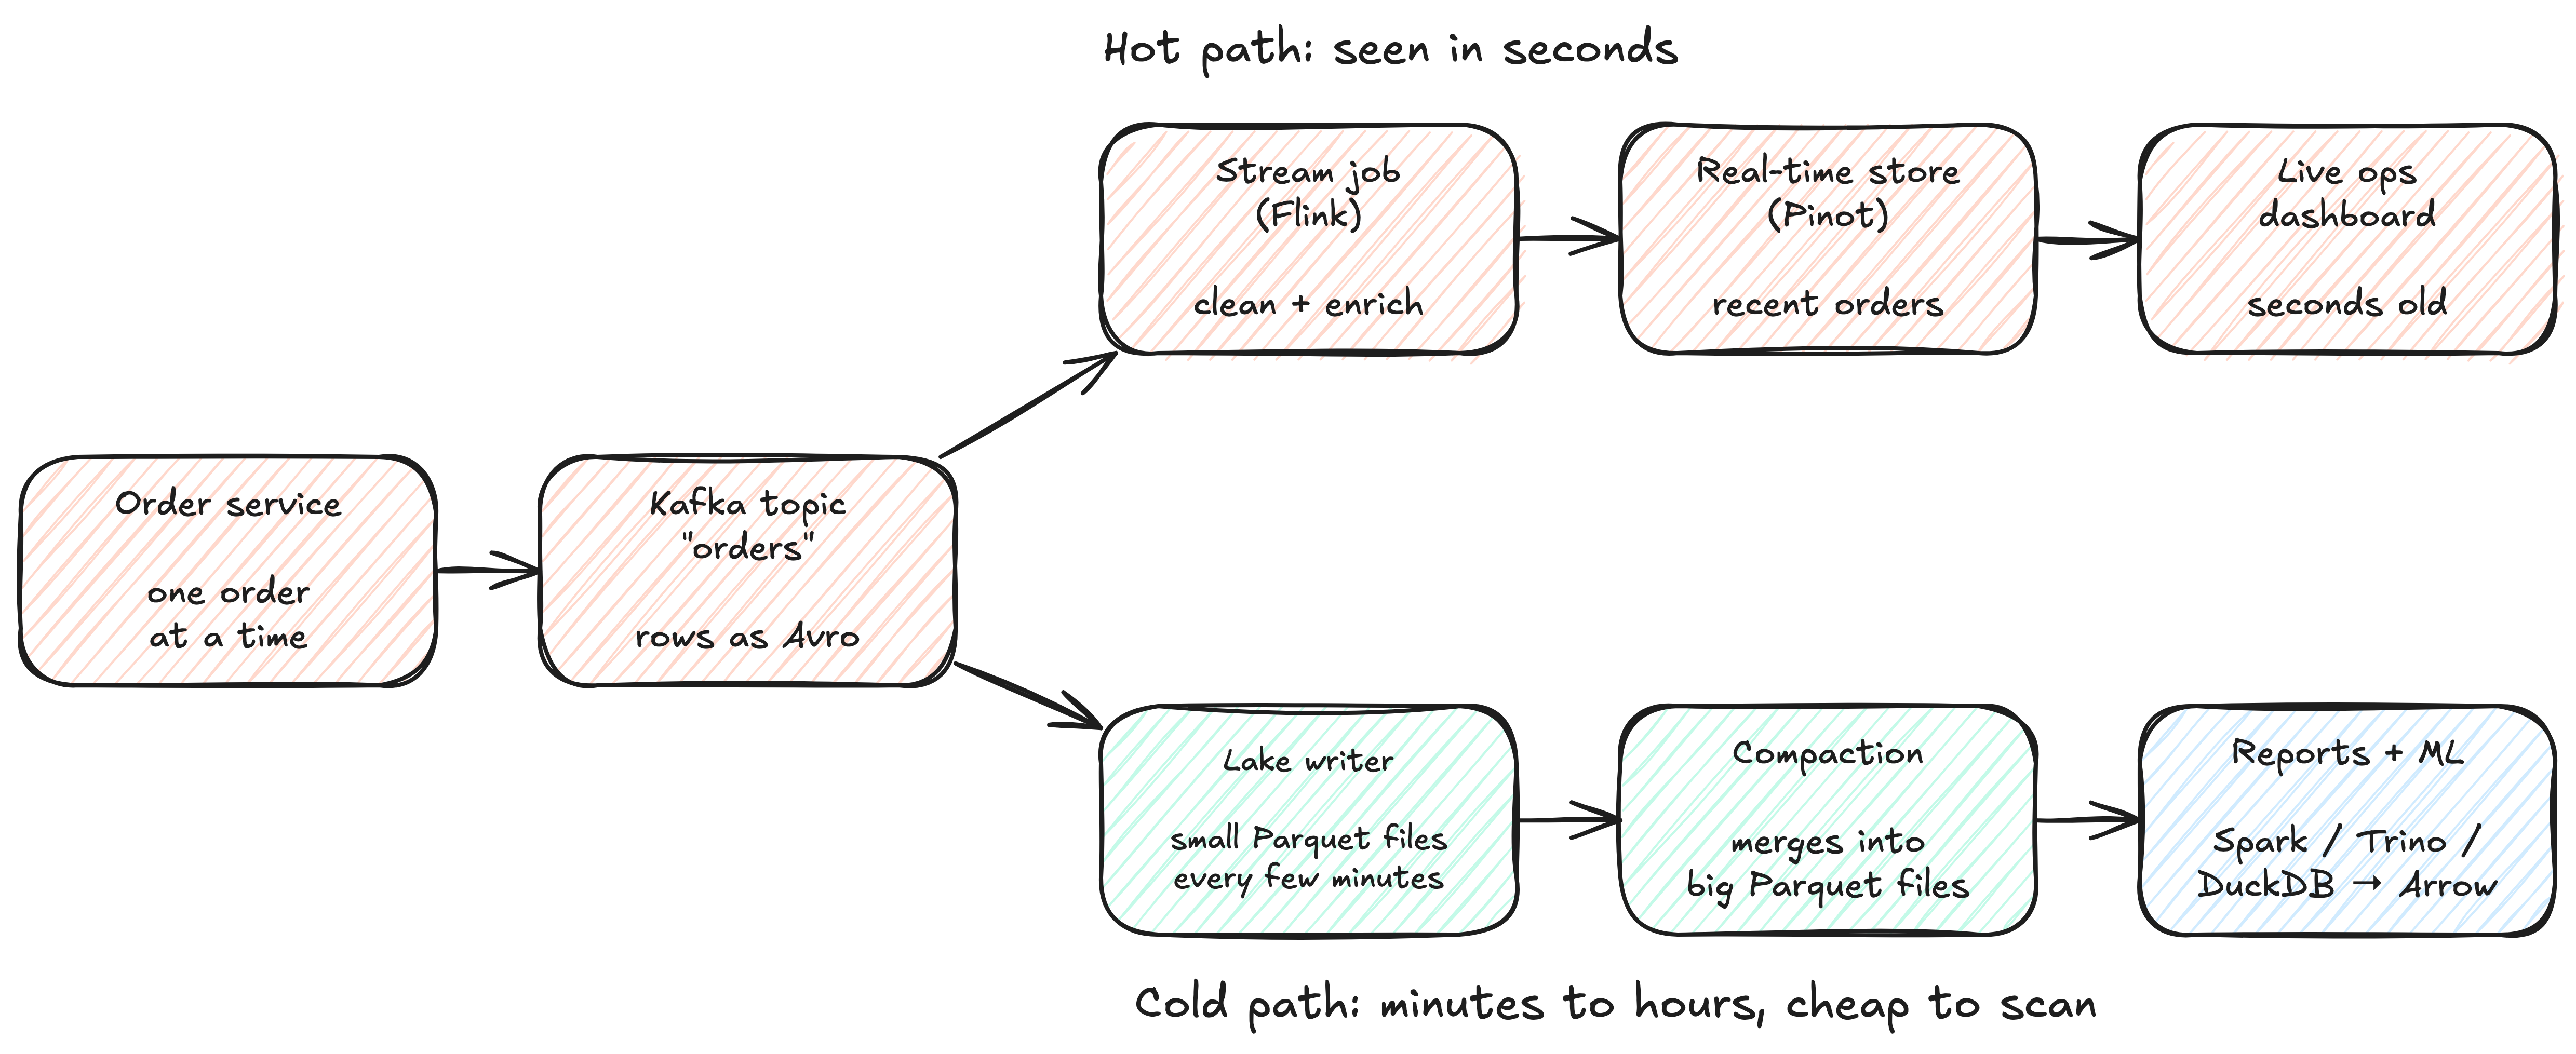 Hot path: seen in seconds
Stream job
(Flink)
clean + enrich
Real-time store
(Pinot)
recent orders
Live ops
dashboard
seconds old
Order service
one order
at a time
Kafka topic
"orders"
rows as Avro
Lake writer
small Parquet files
every few minutes
Compaction
merges into
big Parquet files
Reports + ML
Spark / Trino /
DuckDB → Arrow
Cold path: minutes to hours, cheap to scan